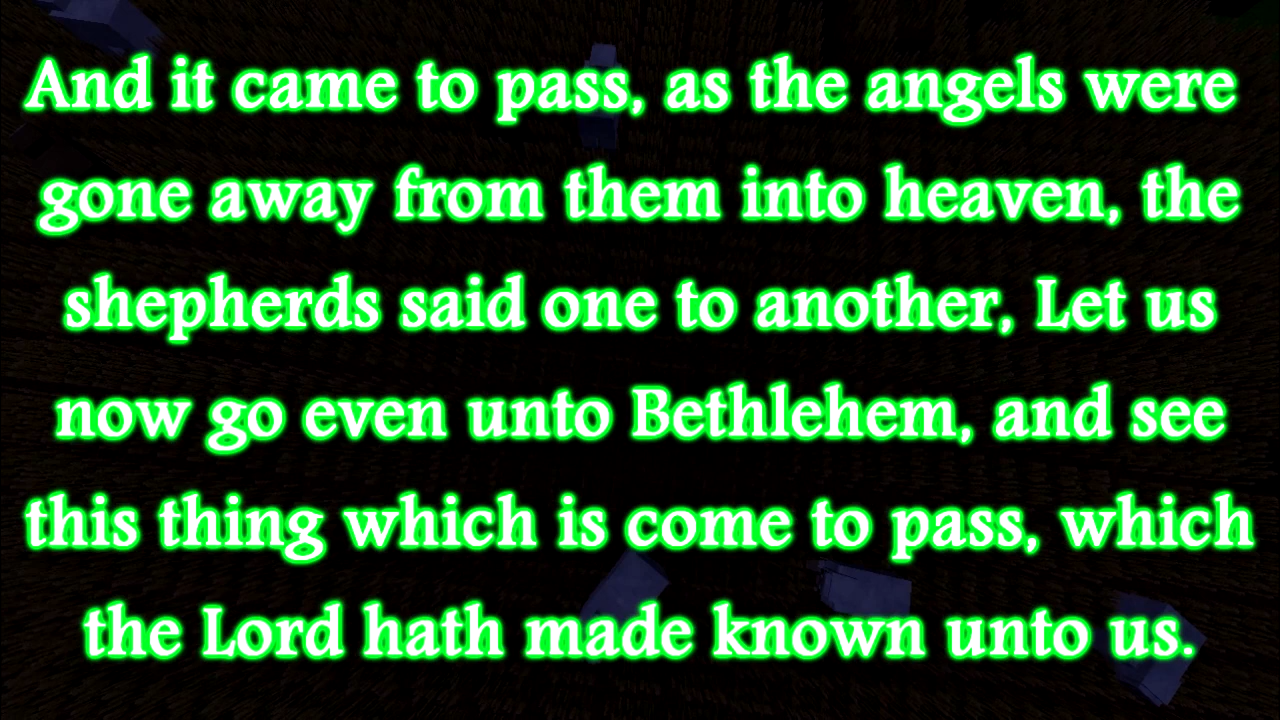 And it came to pass, as the angels were
gone away from them into heaven, the
shepherds said one to another, Let us
now go even unto Bethlehem, and see
this thing which is come to pass, which
the Lord hath made known unto us.